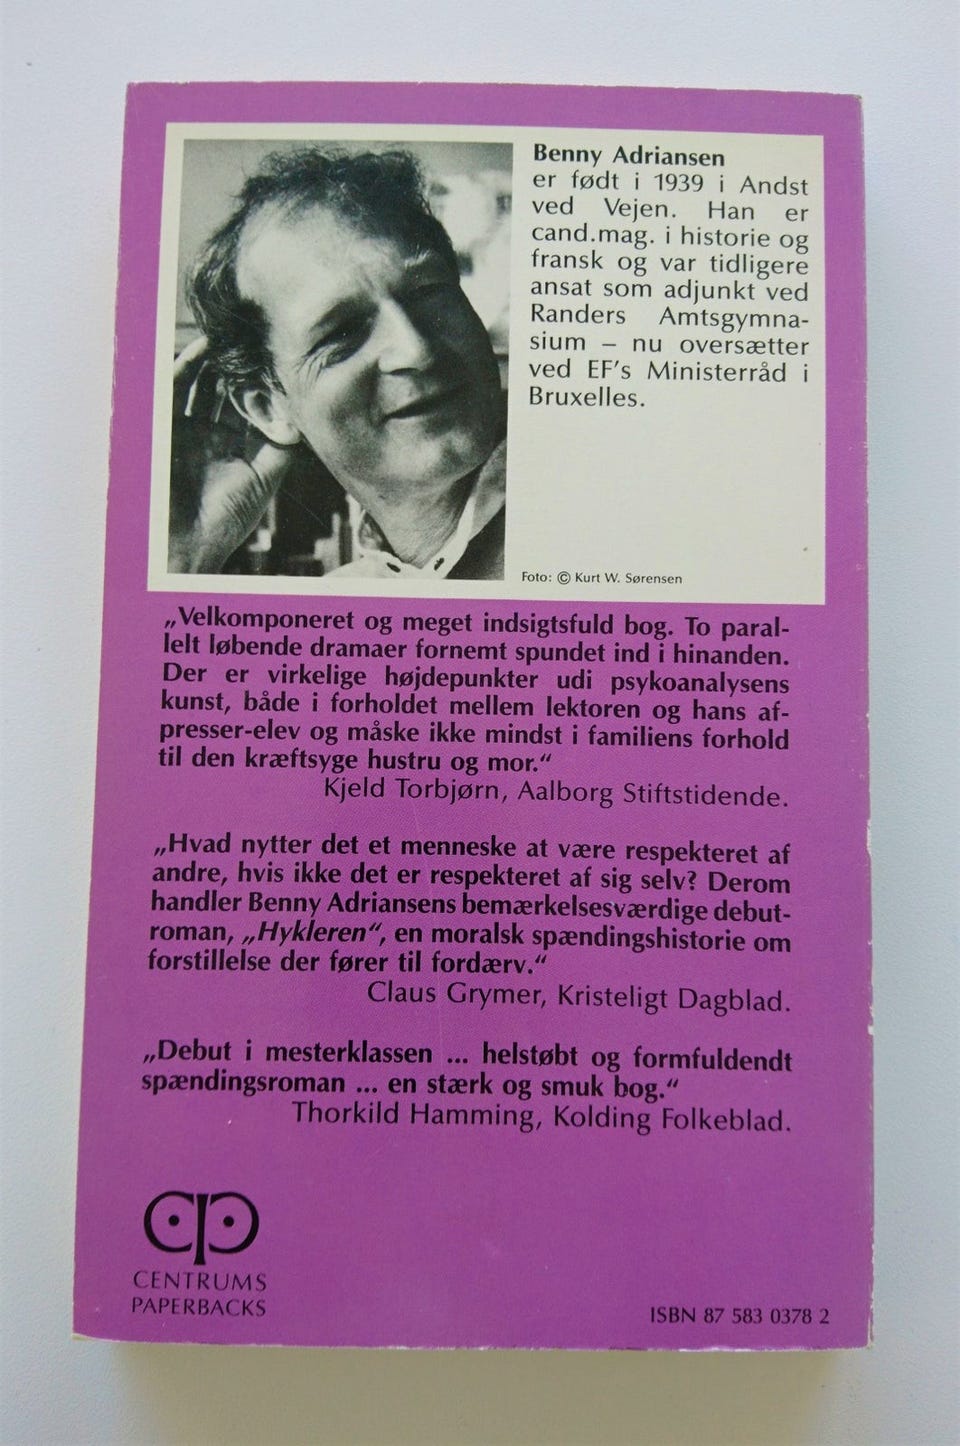 Benny Adriansen
er født i 1939 i Andst
ved Vejen. Han er
cand.mag. i historie og
fransk og var tidligere
ansat som adjunkt ved
Randers Amtsgymna-
sium – nu oversætter
ved EF's Ministerråd i
Bruxelles.
Foto: © Kurt W. Sørensen
„Velkomponeret og meget indsigtsfuld bog. To paral-
lelt løbende dramaer fornemt spundet ind i hinanden.
Der er virkelige højdepunkter udi psykoanalysens
kunst, både i forholdet mellem lektoren og hans af-
presser-elev og måske ikke mindst i familiens forhold
til den kræftsyge hustru og mor.“
Kjeld Torbjørn, Aalborg Stiftstidende.
„Hvad nytter det et menneske at være respekteret af
andre, hvis ikke det er respekteret af sig selv? Derom
handler Benny Adriansens bemærkelsesværdige debut-
roman, „Hykleren“, en moralsk spændingshistorie om
forstillelse der fører til fordærv.“
Claus Grymer, Kristeligt Dagblad.
„Debut i mesterklassen ... helstøbt og formfuldendt
spændingsroman ... en stærk og smuk bog.“
Thorkild Hamming, Kolding Folkeblad.
cp
CENTRUMS
PAPERBACKS
ISBN 87 583 0378 2